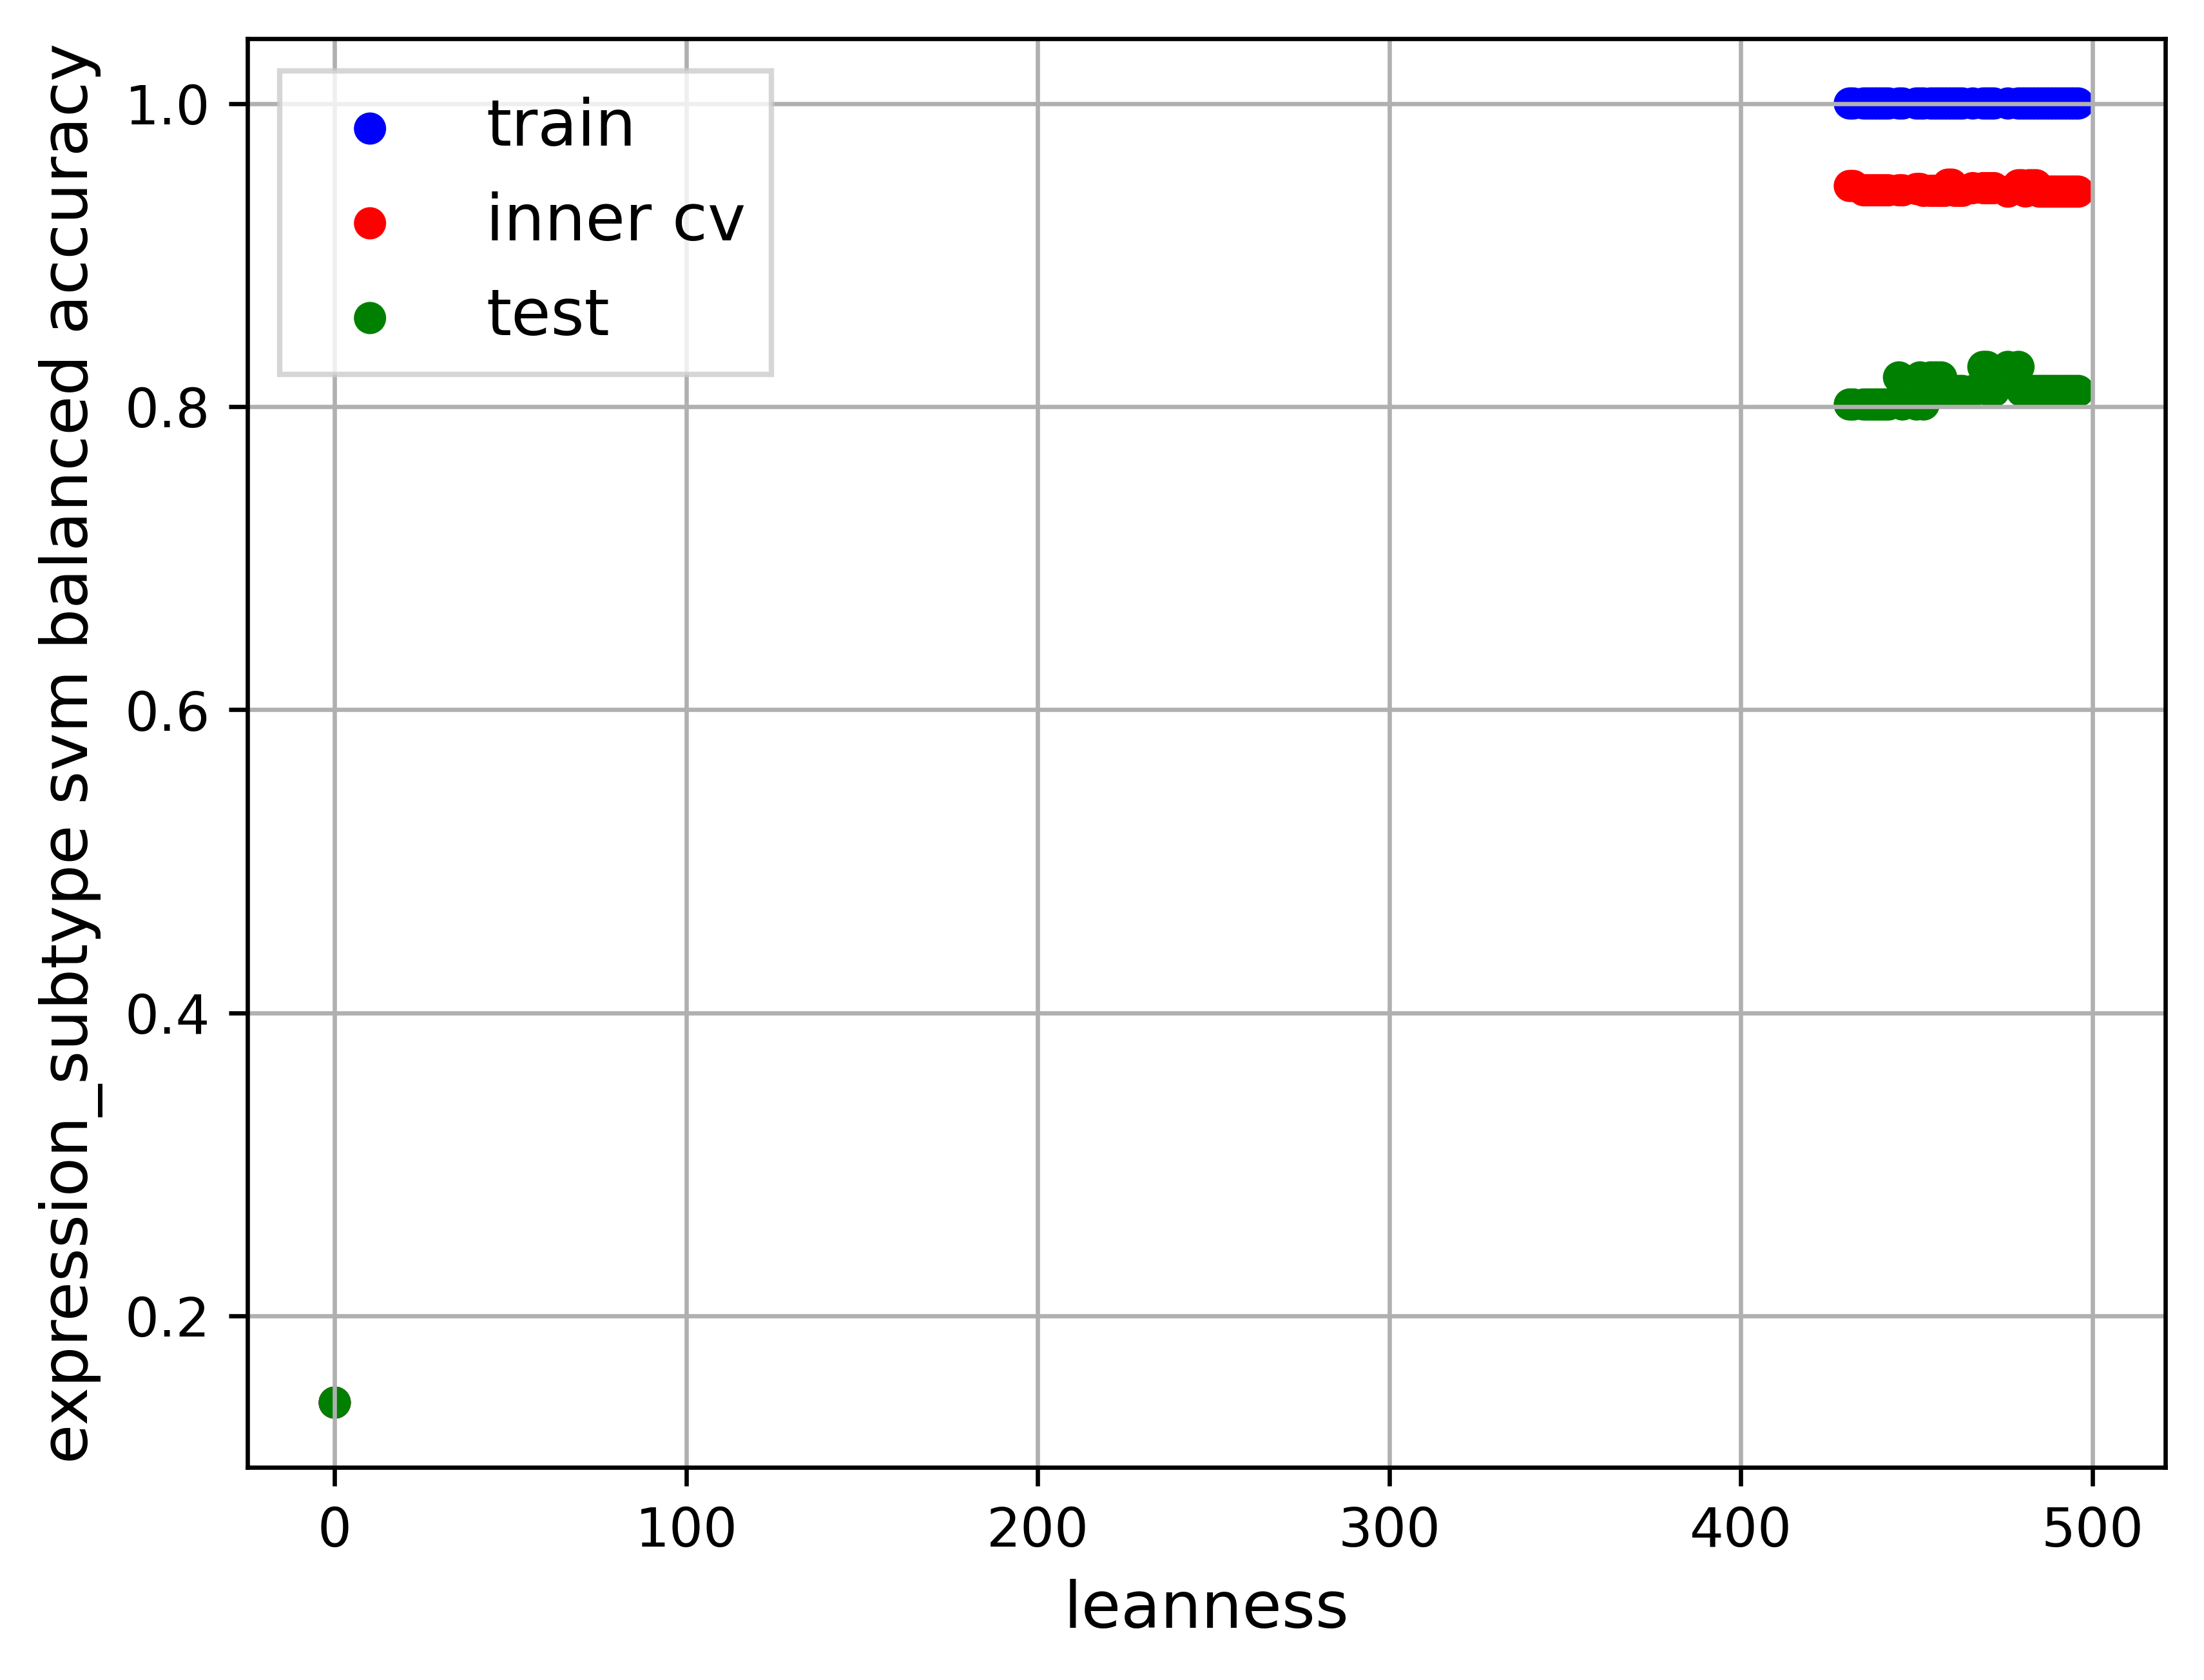 expression_subtype svm balanced accuracy
1.0
0.8
0.6
0.4
0.2
train
inner cv
test
0 100 200 300 400 500
leanness